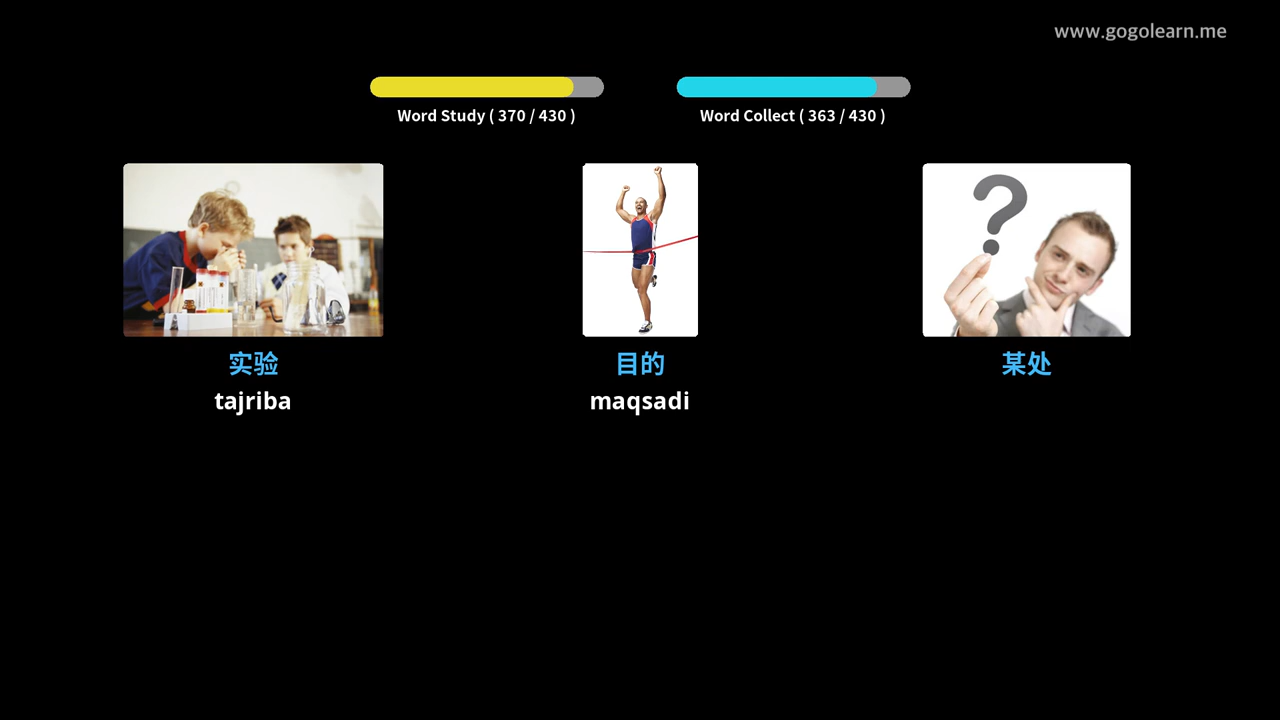 www.gogolearn.me
Word Study ( 370 / 430 )
Word Collect ( 363 / 430 )
实验
tajriba
目的
maqsadi
某处